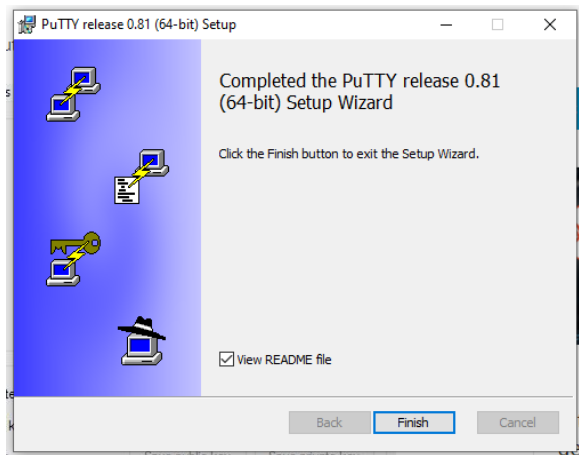 PuTTY release 0.81 (64-bit) Setup
Completed the PuTTY release 0.81
(64-bit) Setup Wizard
Click the Finish button to exit the Setup Wizard.
View README file
Back
Finish
Cancel